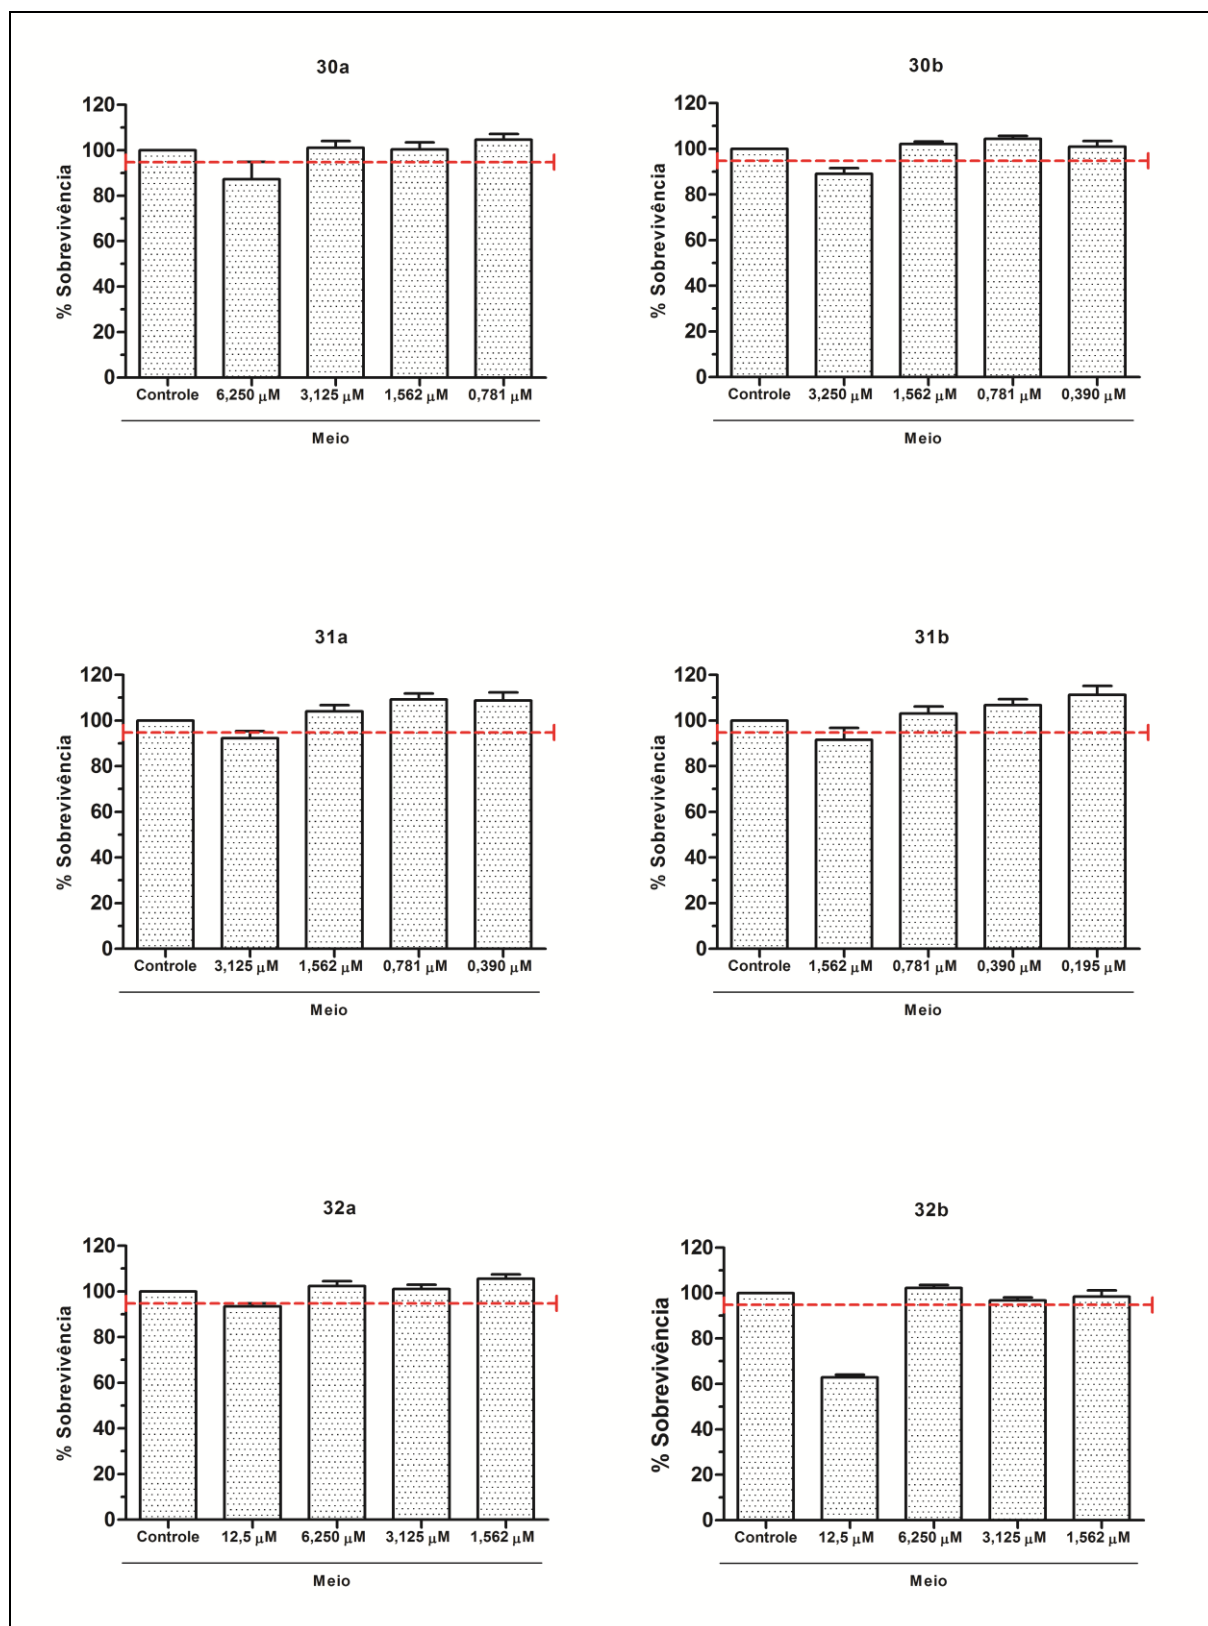 30a
% Sobrevivência
120
100
80
60
40
20
0
Controle 6,250 μM 3,125 μM 1,562 μM 0,781 μM
Meio
30b
% Sobrevivência
120
100
80
60
40
20
0
Controle 3,250 μM 1,562 μM 0,781 μM 0,390 μM
Meio
31a
% Sobrevivência
120
100
80
60
40
20
0
Controle 3,125 μM 1,562 μM 0,781 μM 0,390 μM
Meio
31b
% Sobrevivência
120
100
80
60
40
20
0
Controle 1,562 μM 0,781 μM 0,390 μM 0,195 μM
Meio
32a
% Sobrevivência
120
100
80
60
40
20
0
Controle 12,5 μM 6,250 μM 3,125 μM 1,562 μM
Meio
32b
% Sobrevivência
120
100
80
60
40
20
0
Controle 12,5 μM 6,250 μM 3,125 μM 1,562 μM
Meio